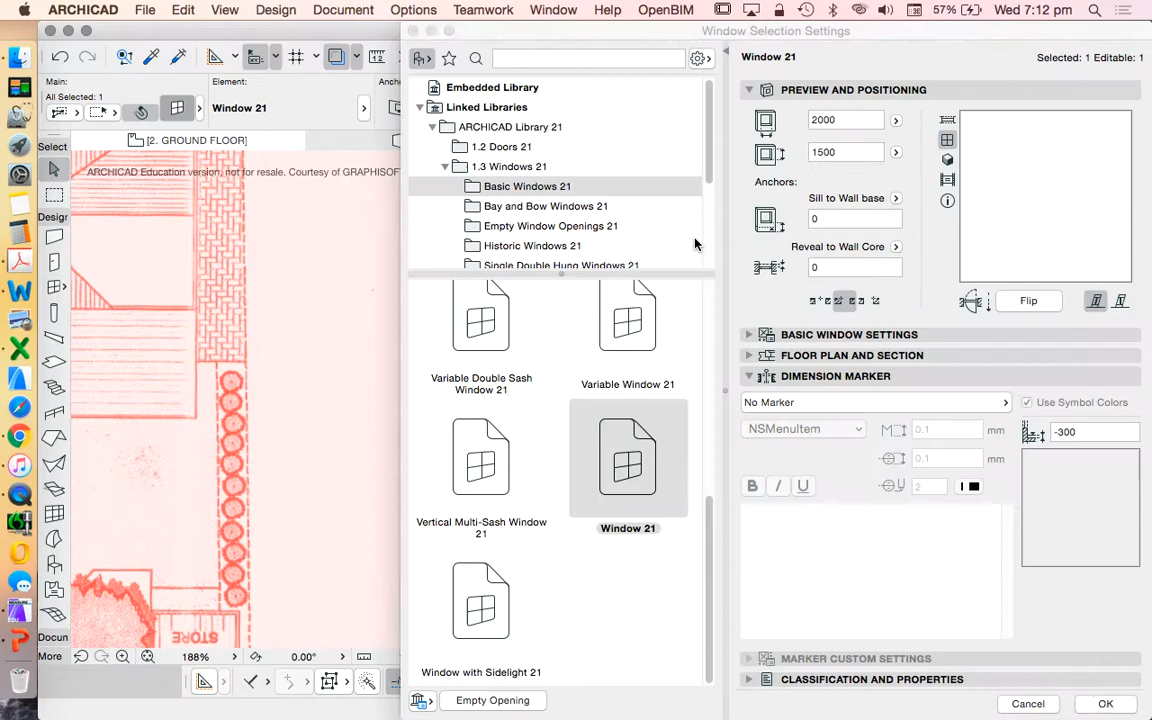 ARCHICAD File Edit View Design Document Options Teamwork Window Help OpenBIM 57% Wed 7:12 pm
Window Selection Settings
Main:
All Selected: 1
Element:
Window 21
[2. GROUND FLOOR]
Select
ARCHICAD Education version, not for resale. Courtesy of GRAPHISOFT
Design
STORE
Docun
More
188%
0.00°
Embedded Library
Linked Libraries
ARCHICAD Library 21
1.2 Doors 21
1.3 Windows 21
Basic Windows 21
Bay and Bow Windows 21
Empty Window Openings 21
Historic Windows 21
Single Double Hung Windows 21
Variable Double Sash
Window 21
Variable Window 21
Vertical Multi-Sash Window
21
Window 21
Window with Sidelight 21
Empty Opening
Window 21
Selected: 1 Editable: 1
PREVIEW AND POSITIONING
2000
1500
Anchors:
Sill to Wall base
0
Reveal to Wall Core
0
Flip
BASIC WINDOW SETTINGS
FLOOR PLAN AND SECTION
DIMENSION MARKER
No Marker
Use Symbol Colors
NSMenuItem
0.1 mm
-300
0.1 mm
B I U
2
MARKER CUSTOM SETTINGS
CLASSIFICATION AND PROPERTIES
Cancel
OK